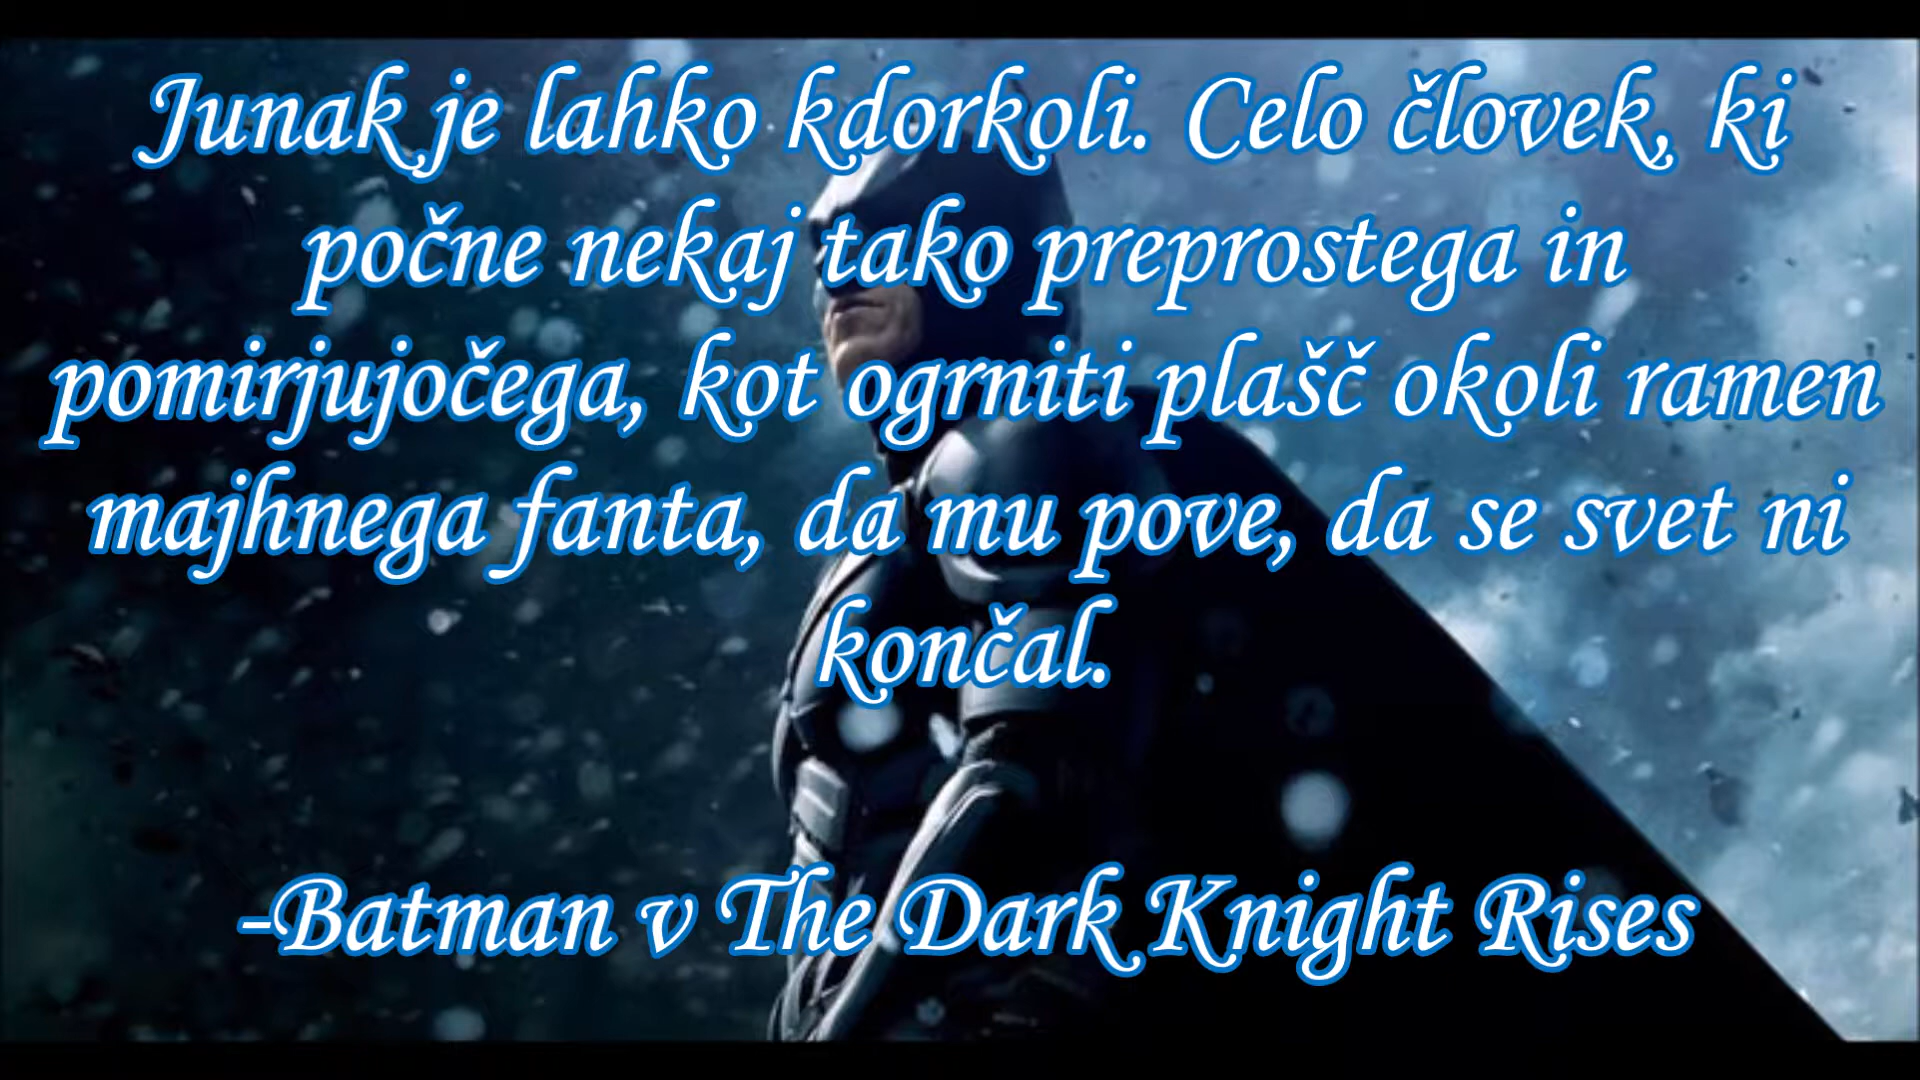 Junak je lahko kdorkoli. Celo človek, ki
počne nekaj tako preprostega in
pomirjujočega, kot ogrniti plašč okoli ramen
majhnega fanta, da mu pove, da se svet ni
končal.
-Batman v The Dark Knight Rises